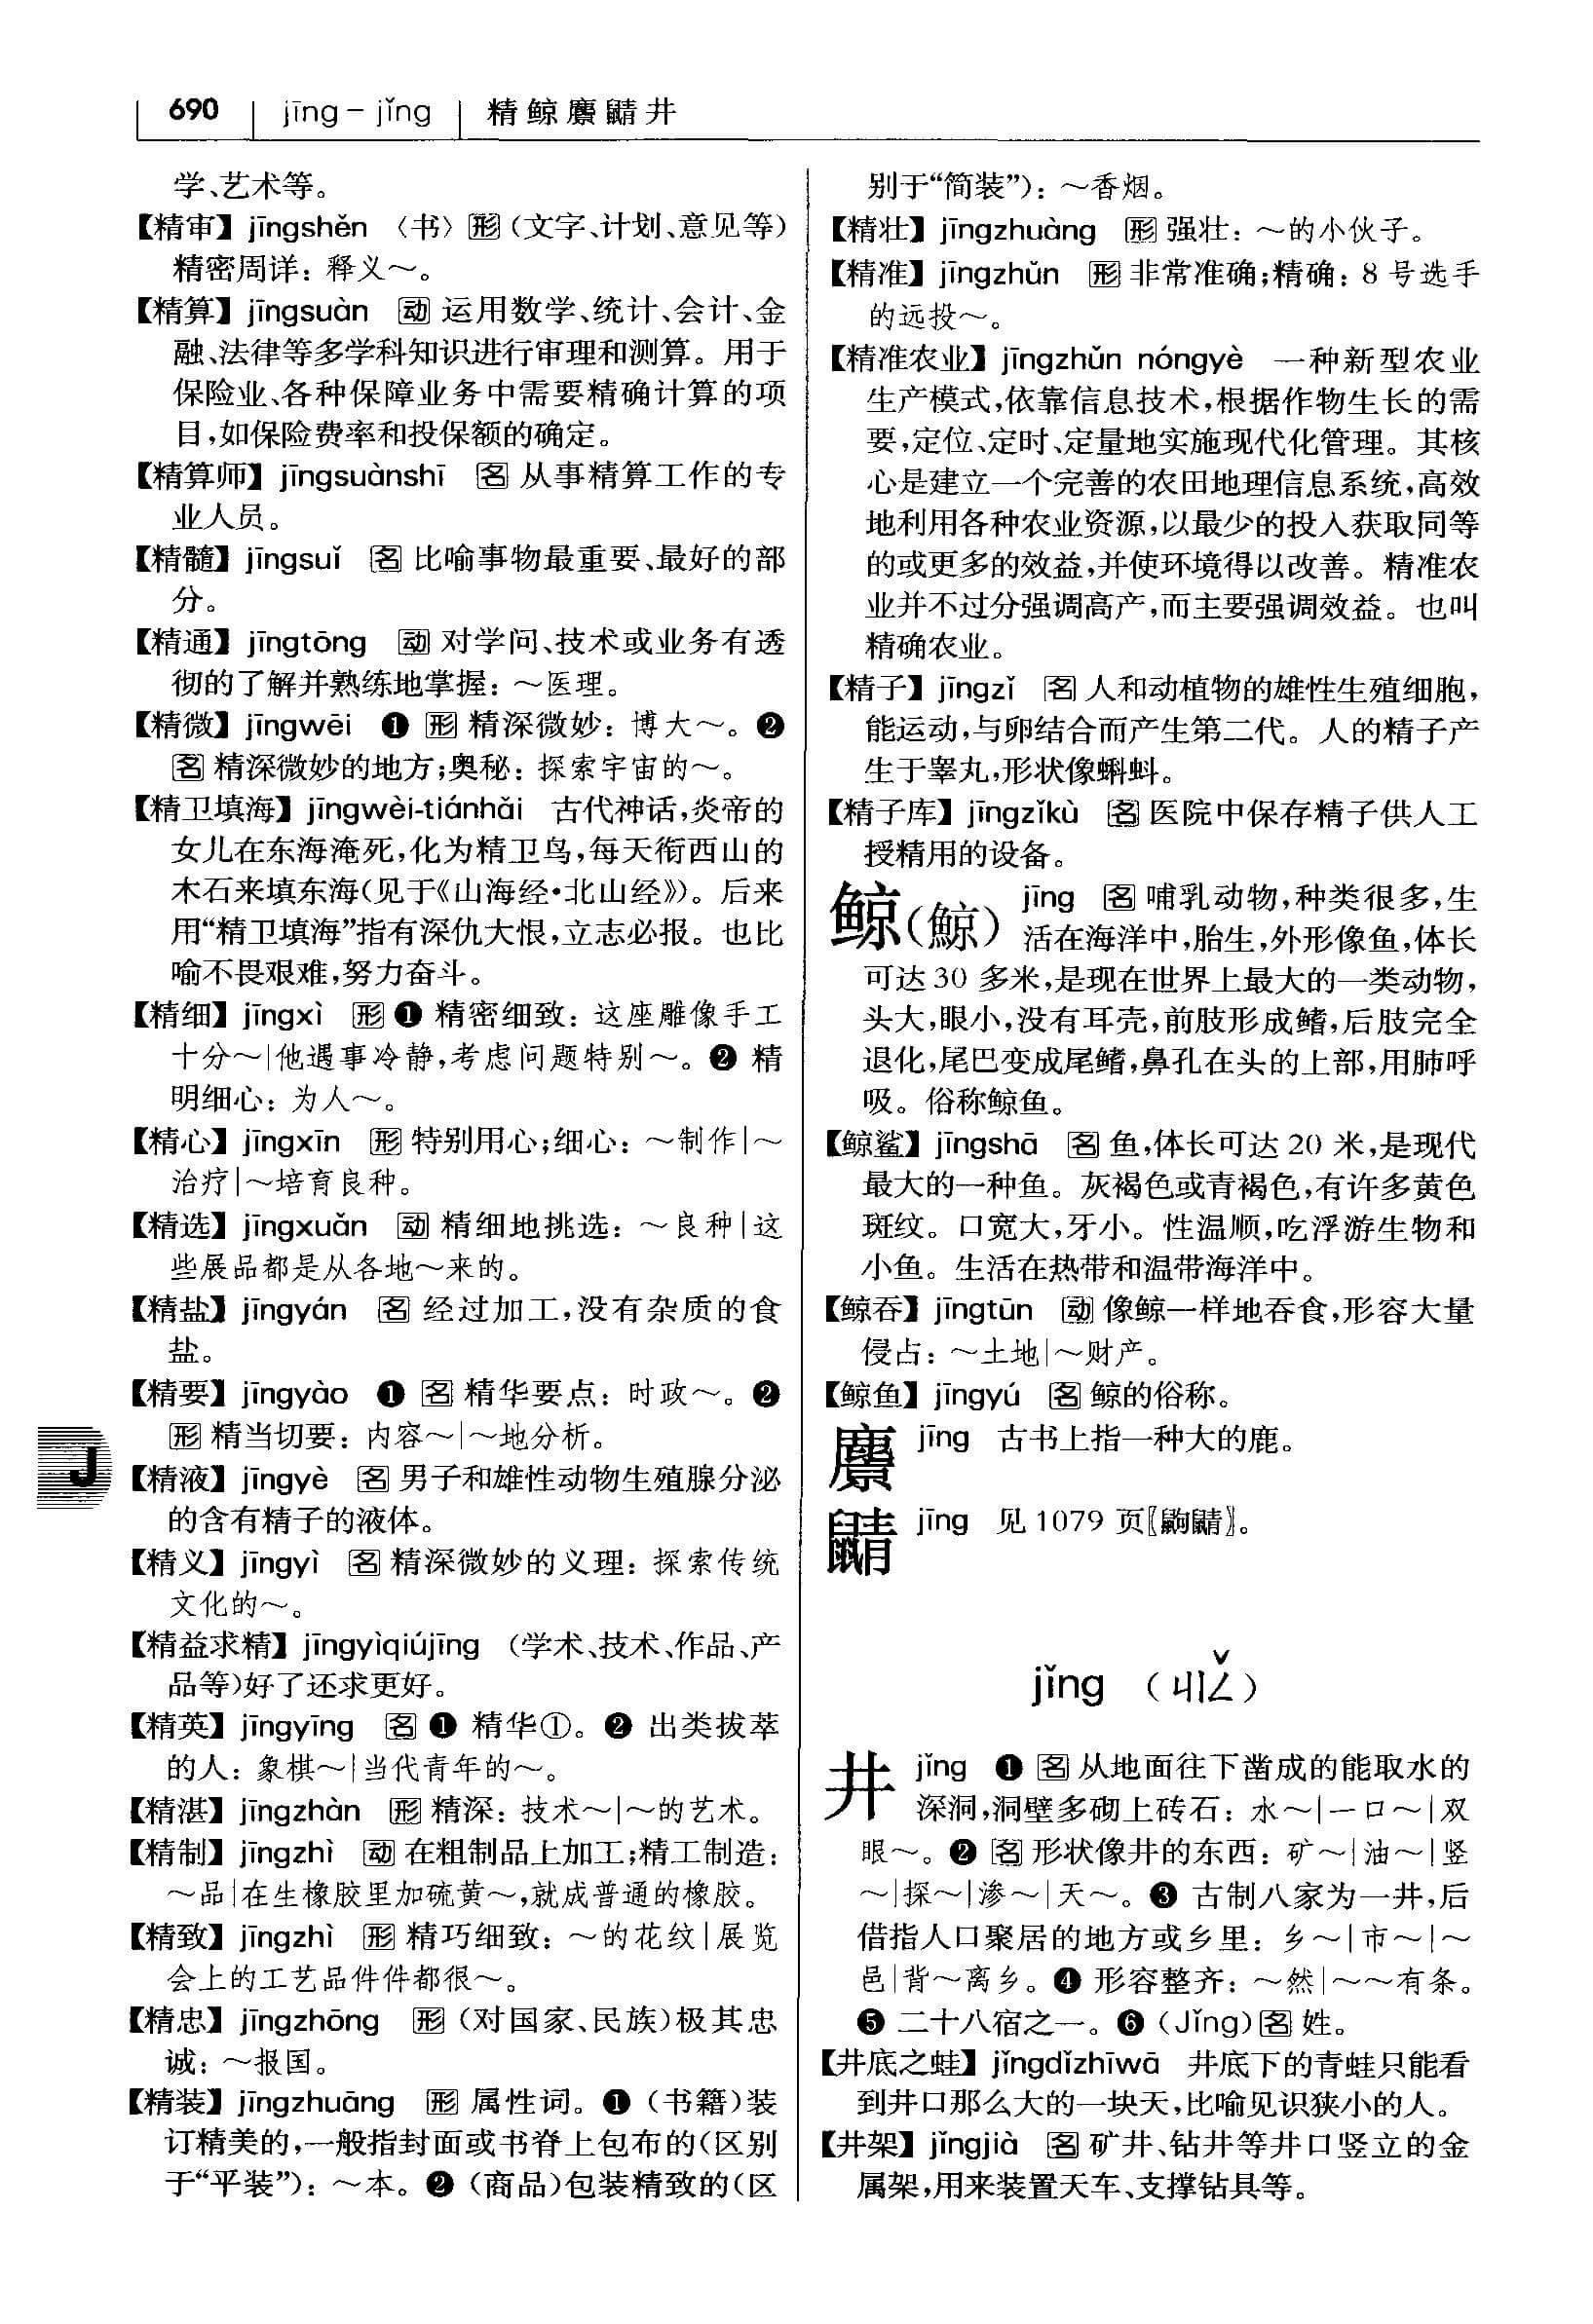 690 jīng－jǐng 精鲸麖鼱井
学、艺术等。
【精审】jīngshěn 〈书〉形（文字、计划、意见等）
精密周详：释义～。
【精算】jīngsuàn 动 运用数学、统计、会计、金
融、法律等多学科知识进行审理和测算。用于
保险业、各种保障业务中需要精确计算的项
目，如保险费率和投保额的确定。
【精算师】jīngsuànshī 名 从事精算工作的专
业人员。
【精髓】jīngsuǐ 名 比喻事物最重要、最好的部
分。
【精通】jīngtōng 动 对学问、技术或业务有透
彻的了解并熟练地掌握：～医理。
【精微】jīngwēi ❶ 形 精深微妙：博大～。❷
名 精深微妙的地方；奥秘：探索宇宙的～。
【精卫填海】jīngwèi-tiánhǎi 古代神话，炎帝的
女儿在东海淹死，化为精卫鸟，每天衔西山的
木石来填东海（见于《山海经·北山经》）。后来
用“精卫填海”指有深仇大恨，立志必报。也比
喻不畏艰难，努力奋斗。
【精细】jīngxì 形 ❶ 精密细致：这座雕像手工
十分～|他遇事冷静，考虑问题特别～。❷ 精
明细心：为人～。
【精心】jīngxīn 形 特别用心；细心：～制作|～
治疗|～培育良种。
【精选】jīngxuǎn 动 精细地挑选：～良种|这
些展品都是从各地～来的。
【精盐】jīngyán 名 经过加工，没有杂质的食
盐。
【精要】jīngyào ❶ 名 精华要点：时政～。❷
形 精当切要：内容～|～地分析。
J
【精液】jīngyè 名 男子和雄性动物生殖腺分泌
的含有精子的液体。
【精义】jīngyì 名 精深微妙的义理：探索传统
文化的～。
【精益求精】jīngyìqiújīng （学术、技术、作品、产
品等）好了还求更好。
【精英】jīngyīng 名 ❶ 精华①。❷ 出类拔萃
的人：象棋～|当代青年的～。
【精湛】jīngzhàn 形 精深：技术～|～的艺术。
【精制】jīngzhì 动 在粗制品上加工；精工制造：
～品|在生橡胶里加硫黄～，就成普通的橡胶。
【精致】jīngzhì 形 精巧细致：～的花纹|展览
会上的工艺品件件都很～。
【精忠】jīngzhōng 形（对国家、民族）极其忠
诚：～报国。
【精装】jīngzhuāng 形 属性词。❶（书籍）装
订精美的，一般指封面或书脊上包布的（区别
于“平装”）：～本。❷（商品）包装精致的（区
别于“简装”）：～香烟。
【精壮】jīngzhuàng 形 强壮：～的小伙子。
【精准】jīngzhǔn 形 非常准确；精确：8 号选手
的远投～。
【精准农业】jīngzhǔn nóngyè 一种新型农业
生产模式，依靠信息技术，根据作物生长的需
要，定位、定时、定量地实施现代化管理。其核
心是建立一个完善的农田地理信息系统，高效
地利用各种农业资源，以最少的投入获取同等
的或更多的效益，并使环境得以改善。精准农
业并不过分强调高产，而主要强调效益。也叫
精确农业。
【精子】jīngzǐ 名 人和动植物的雄性生殖细胞，
能运动，与卵结合而产生第二代。人的精子产
生于睾丸，形状像蝌蚪。
【精子库】jīngzǐkù 名 医院中保存精子供人工
授精用的设备。
鲸（鯨） jīng 名 哺乳动物，种类很多，生
活在海洋中，胎生，外形像鱼，体长
可达 30 多米，是现在世界上最大的一类动物，
头大，眼小，没有耳壳，前肢形成鳍，后肢完全
退化，尾巴变成尾鳍，鼻孔在头的上部，用肺呼
吸。俗称鲸鱼。
【鲸鲨】jīngshā 名 鱼，体长可达 20 米，是现代
最大的一种鱼。灰褐色或青褐色，有许多黄色
斑纹。口宽大，牙小。性温顺，吃浮游生物和
小鱼。生活在热带和温带海洋中。
【鲸吞】jīngtūn 动 像鲸一样地吞食，形容大量
侵占：～土地|～财产。
【鲸鱼】jīngyú 名 鲸的俗称。
麖 jīng 古书上指一种大的鹿。
鼱 jīng 见 1079 页〖鼩鼱〗。
jǐng （ㄐㄧㄥˇ）
井 jǐng ❶ 名 从地面往下凿成的能取水的
深洞，洞壁多砌上砖石：水～|一口～|双
眼～。❷ 名 形状像井的东西：矿～|油～|竖
～|探～|渗～|天～。❸ 古制八家为一井，后
借指人口聚居的地方或乡里：乡～|市～|～
邑|背～离乡。❹ 形容整齐：～然|～～有条。
❺ 二十八宿之一。❻（Jǐng）名 姓。
【井底之蛙】jǐngdǐzhīwā 井底下的青蛙只能看
到井口那么大的一块天，比喻见识狭小的人。
【井架】jǐngjià 名 矿井、钻井等井口竖立的金
属架，用来装置天车、支撑钻具等。